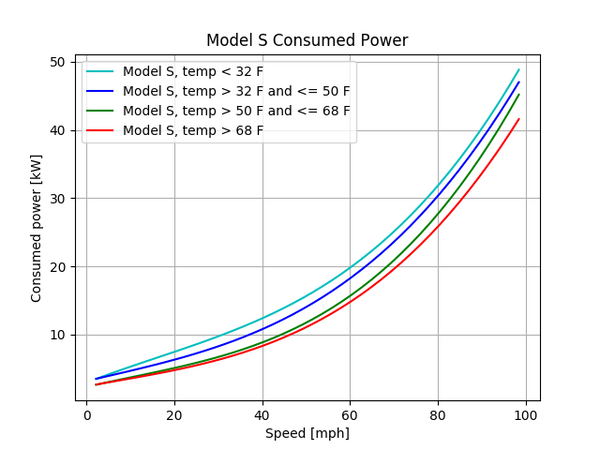 Model S Consumed Power
50
Model S, temp < 32 F
Model S, temp > 32 F and <= 50 F
Model S, temp > 50 F and <= 68 F
Model S, temp > 68 F
40
30
20
10
Consumed power [kW]
0 20 40 60 80 100
Speed [mph]